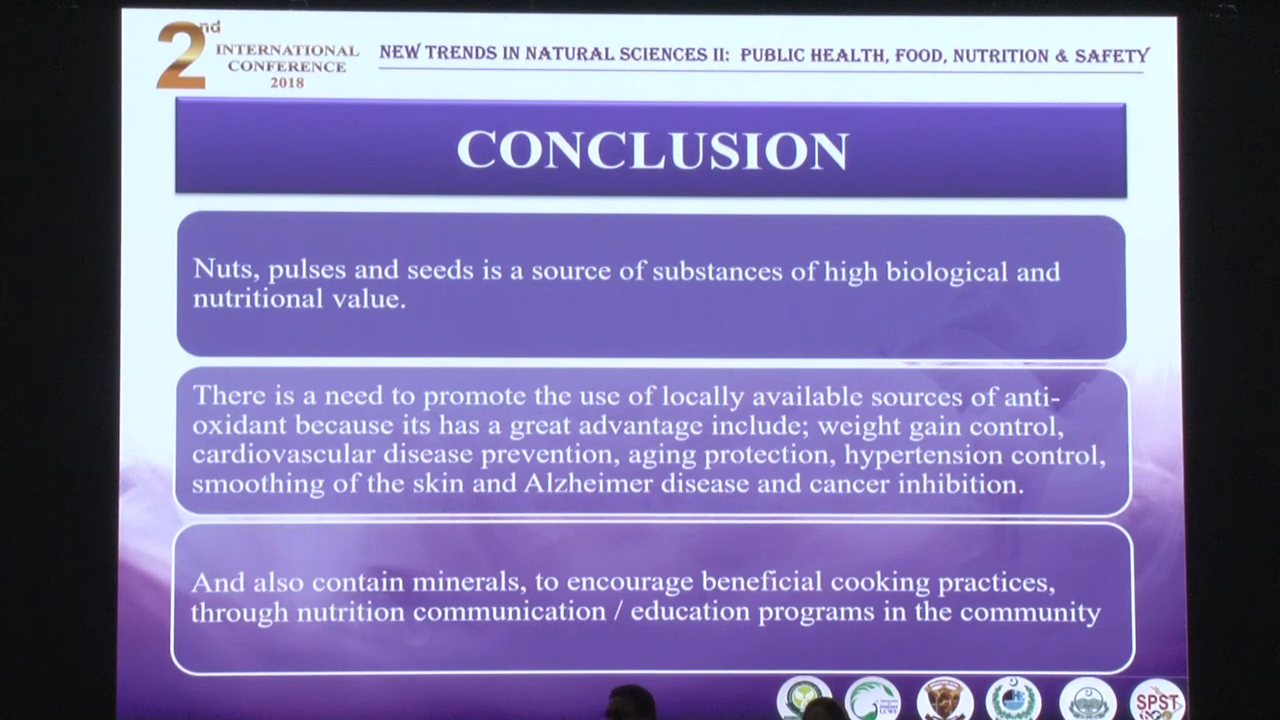 2nd
INTERNATIONAL
CONFERENCE
2018
NEW TRENDS IN NATURAL SCIENCES II: PUBLIC HEALTH, FOOD, NUTRITION & SAFETY
CONCLUSION
Nuts, pulses and seeds is a source of substances of high biological and
nutritional value.
There is a need to promote the use of locally available sources of anti-
oxidant because its has a great advantage include; weight gain control,
cardiovascular disease prevention, aging protection, hypertension control,
smoothing of the skin and Alzheimer disease and cancer inhibition.
And also contain minerals, to encourage beneficial cooking practices,
through nutrition communication / education programs in the community
SPST